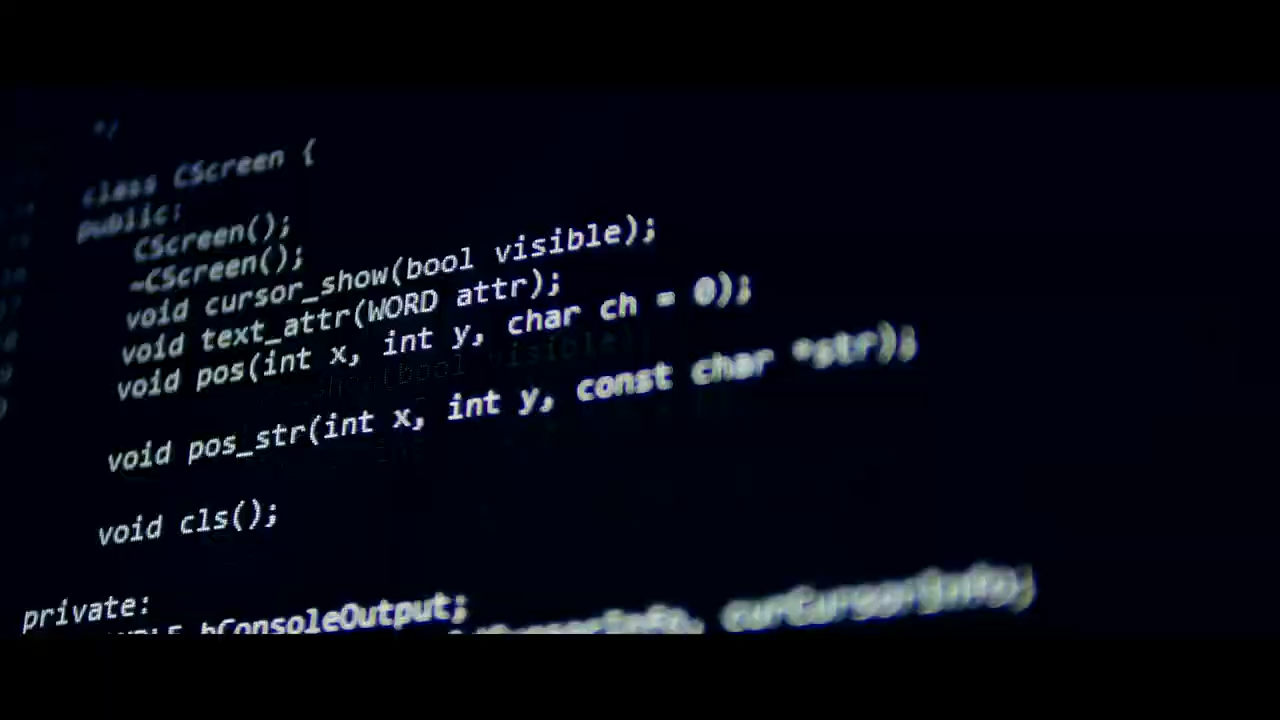 */
class CScreen {
public:
CScreen();
~CScreen();
void cursor_show(bool visible);
void text_attr(WORD attr);
void pos(int x, int y, char ch = 0);
void pos_str(int x, int y, const char *str);
void cls();
private:
hConsoleOutput;
curCursorInfo;